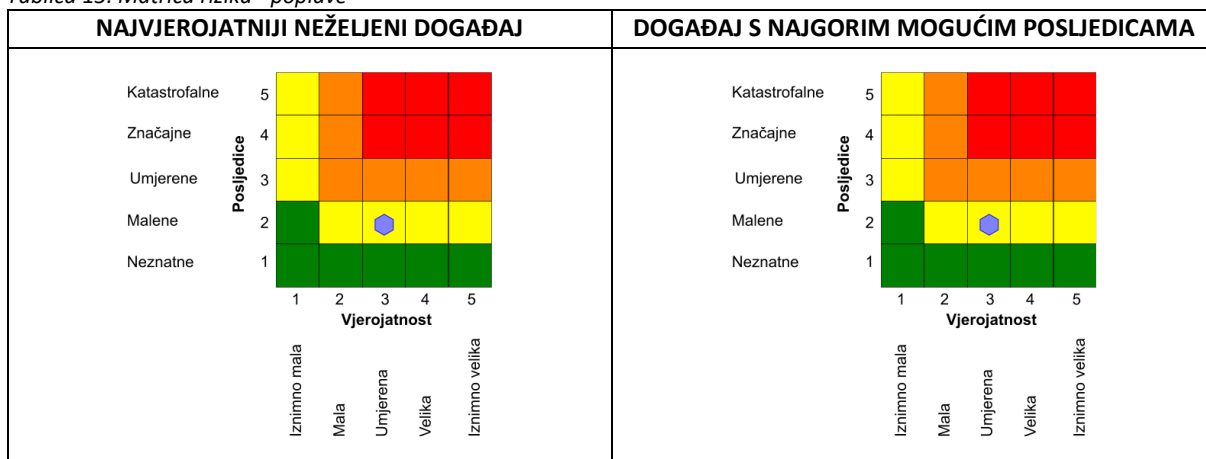 Tablica 15. Matrica rizika - poplave
NAJVJEROJATNIJI NEŽELJENI DOGAĐAJ
DOGAĐAJ S NAJGORIM MOGUĆIM POSLJEDICAMA
Katastrofalne 5
Značajne 4
Umjerene 3
Malene 2
Neznatne 1
Posljedice
1 2 3 4 5
Vjerojatnost
Iznimno mala
Mala
Umjerena
Velika
Iznimno velika
Katastrofalne 5
Značajne 4
Umjerene 3
Malene 2
Neznatne 1
Posljedice
1 2 3 4 5
Vjerojatnost
Iznimno mala
Mala
Umjerena
Velika
Iznimno velika